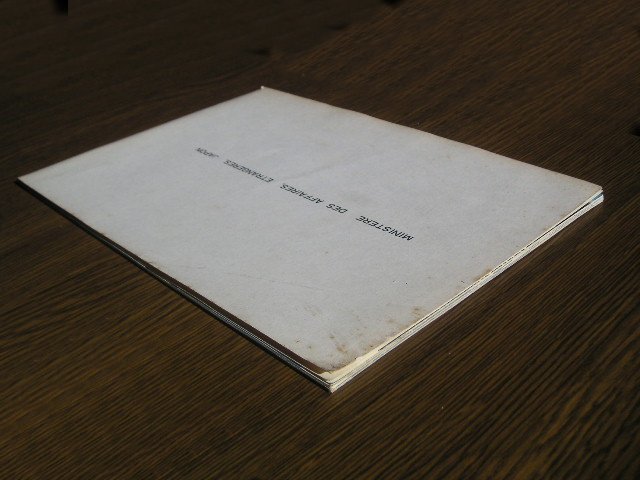 MINISTERE DES AFFAIRES ETRANGERES, JAPON